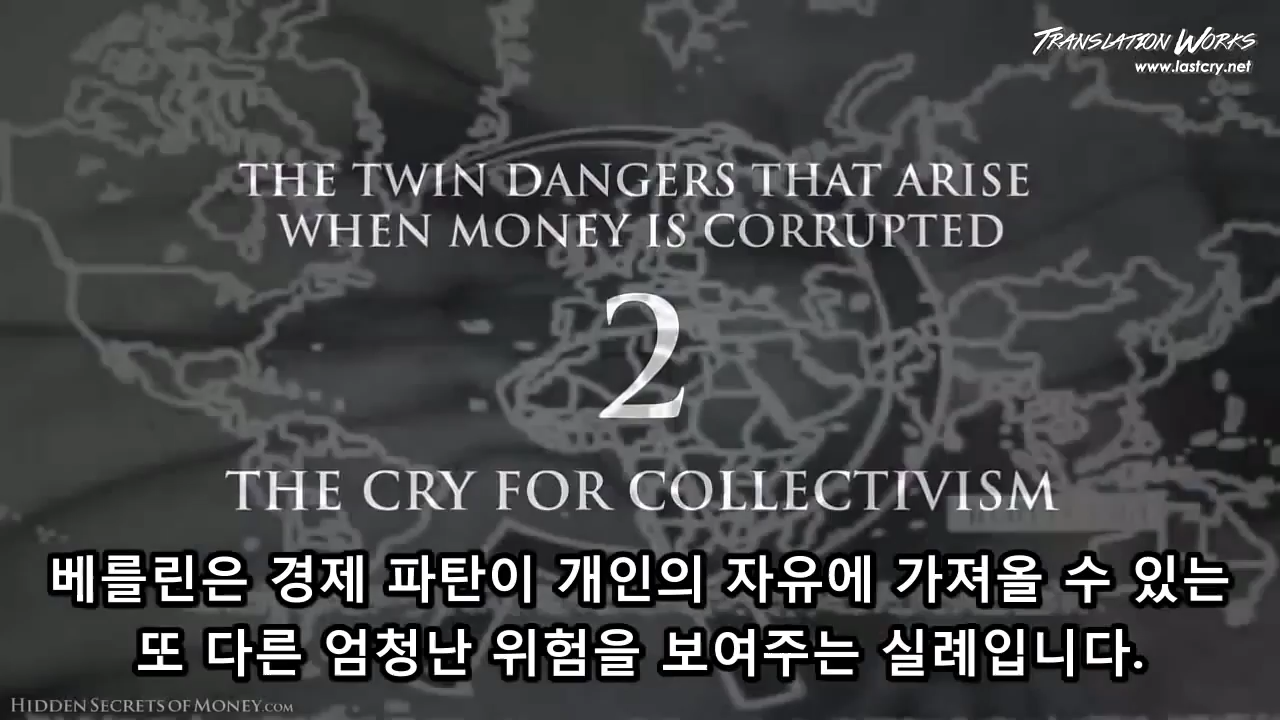 TRANSLATION WORKS
www.lastcry.net
THE TWIN DANGERS THAT ARISE
WHEN MONEY IS CORRUPTED
2
THE CRY FOR COLLECTIVISM
베를린은 경제 파탄이 개인의 자유에 가져올 수 있는
또 다른 엄청난 위험을 보여주는 실례입니다.
HIDDEN SECRETS OF MONEY.COM